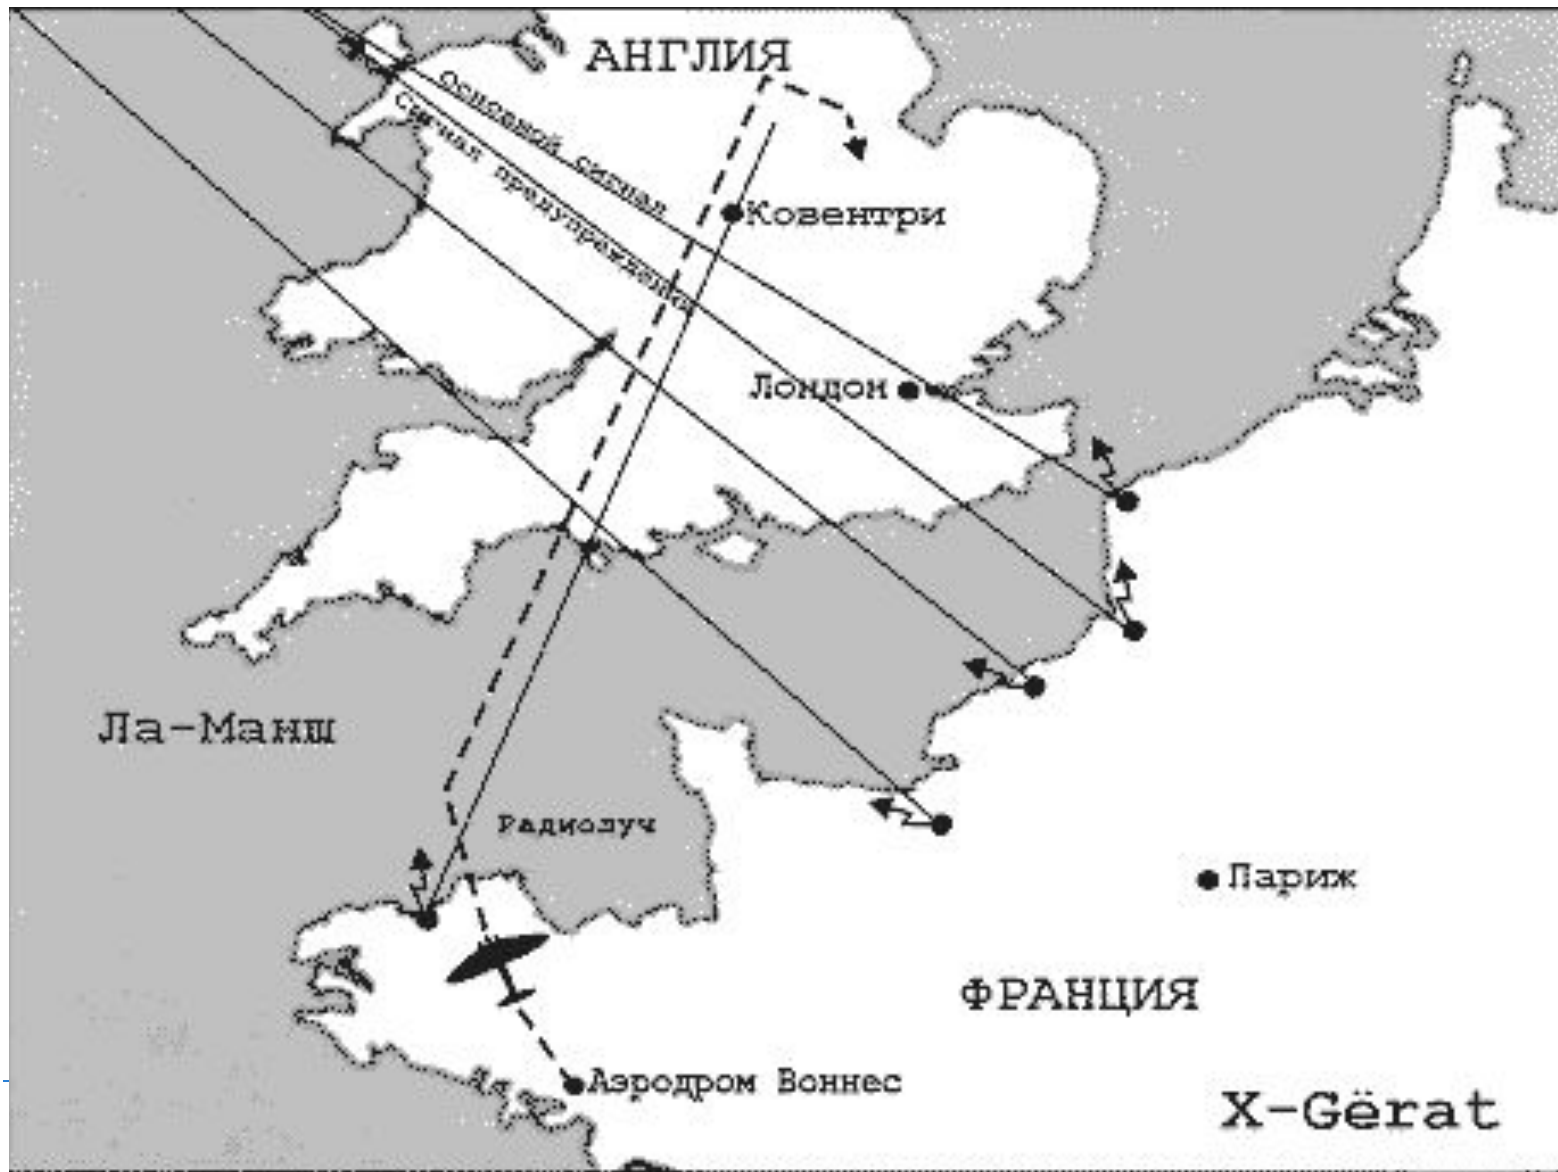 АНГЛИЯ
Основной сигнал
Сигнал предупреждения
Ковентри
Лондон
Ла-Манш
Радиолуч
Париж
ФРАНЦИЯ
Аэродром Воннес
X-Gërat